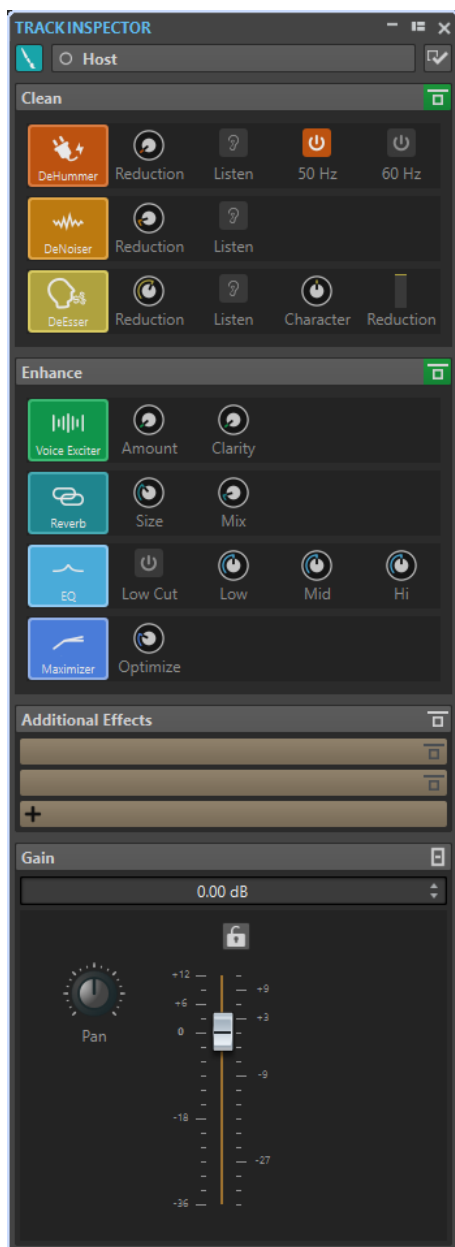 TRACK INSPECTOR
Host
Clean
DeHummer Reduction Listen 50 Hz 60 Hz
DeNoiser Reduction Listen
DeEsser Reduction Listen Character Reduction
Enhance
Voice Exciter Amount Clarity
Reverb Size Mix
EQ Low Cut Low Mid Hi
Maximizer Optimize
Additional Effects
Gain
0.00 dB
Pan
+12
+9
+6
+3
0
-9
-18
-27
-36